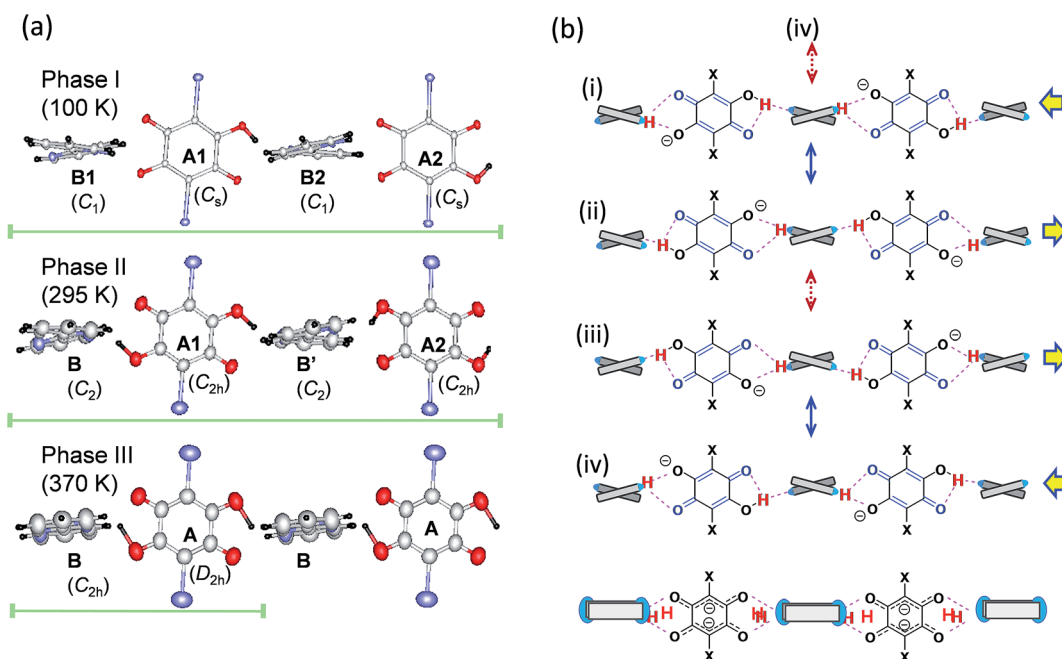 (a)
Phase I
(100 K)
B1
(C₁)
A1
(Cₛ)
B2
(C₁)
A2
(Cₛ)
Phase II
(295 K)
B
(C₂)
A1
(C₂ₕ)
B'
(C₂)
A2
(C₂ₕ)
Phase III
(370 K)
B
(C₂ₕ)
A
(D₂ₕ)
B
A
(b)
(iv)
(i)
H
O
⊖
X
O
O
O
X
H
H
⊖
O
O
X
O
O
X
H
(ii)
H
O
O
X
O
⊖
O
X
H
H
O
O
X
O
O
⊖
X
H
(iii)
H
O
O
X
O
O
⊖
X
H
H
O
O
X
O
⊖
O
X
H
(iv)
H
O
⊖
O
X
O
O
X
H
H
O
⊖
O
X
O
O
X
H
H
H
O
O
X
⊖
⊖
O
O
X
H
H
H
H
O
O
X
⊖
⊖
O
O
X
H
H